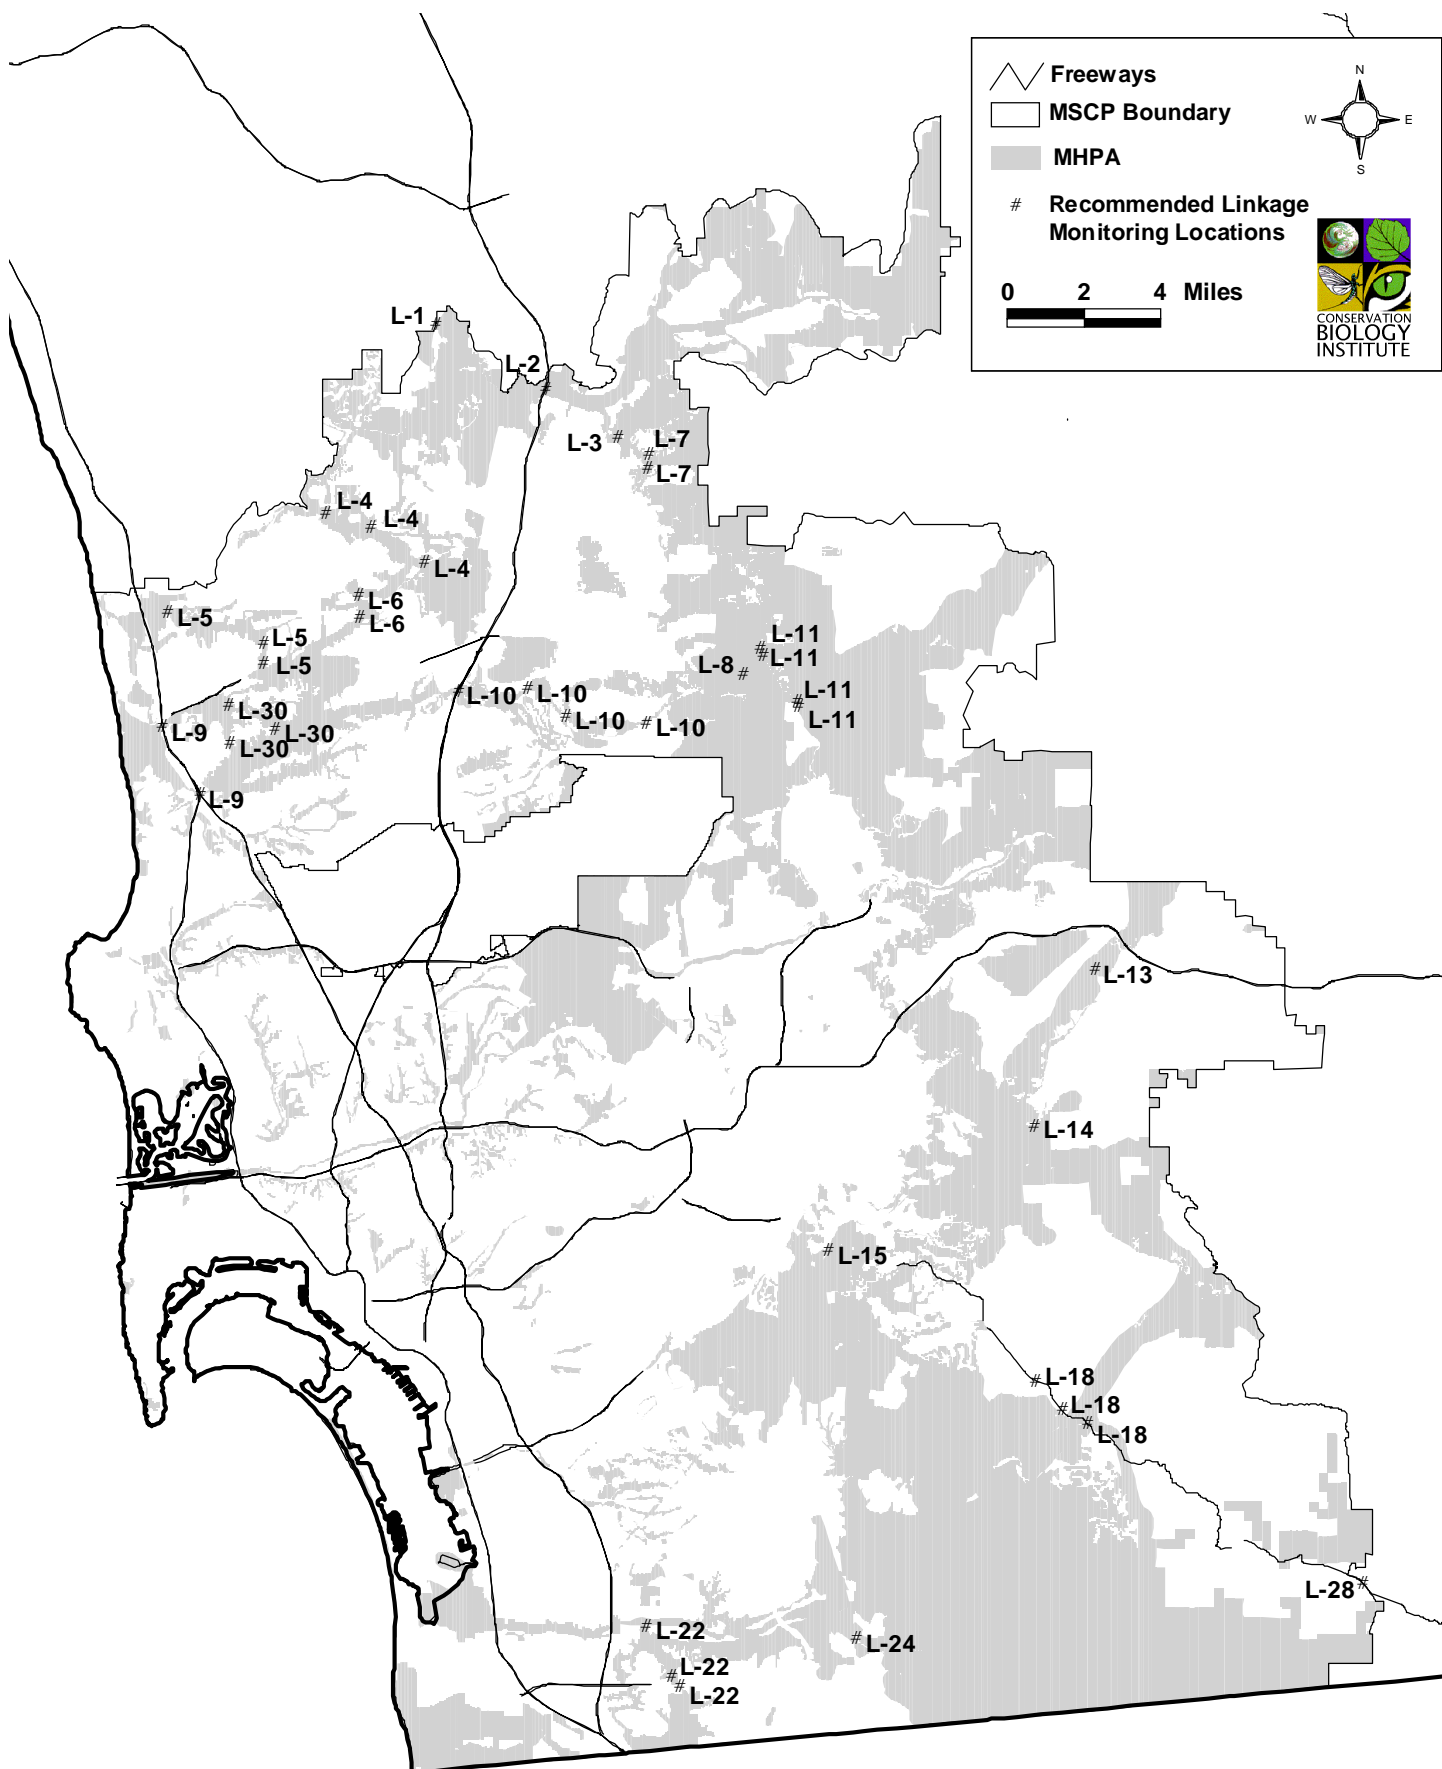 Freeways
MSCP Boundary
MHPA
# Recommended Linkage
Monitoring Locations
N
W E
S
0 2 4 Miles
CONSERVATION
BIOLOGY
INSTITUTE
L-1 #
L-2
#
L-3 #
# L-7
# L-7
# L-4
# L-4
# L-4
# L-6
# L-6
# L-5
# L-5
# L-5
# L-11
# L-11
L-8 #
# L-11
# L-11
# L-10
# L-10
# L-10
# L-10
# L-30
# L-30
# L-30
# L-9
# L-9
# L-13
# L-14
# L-15
# L-18
# L-18
# L-18
L-28 #
# L-22
# L-24
# L-22
# L-22